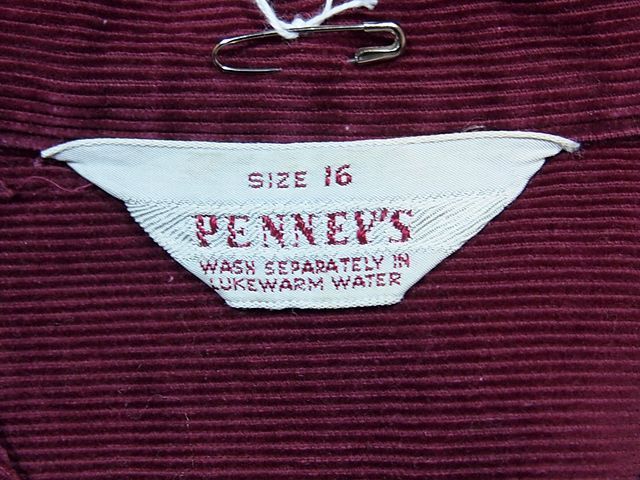 SIZE 16
PENNEY'S
WASH SEPARATELY IN
LUKEWARM WATER